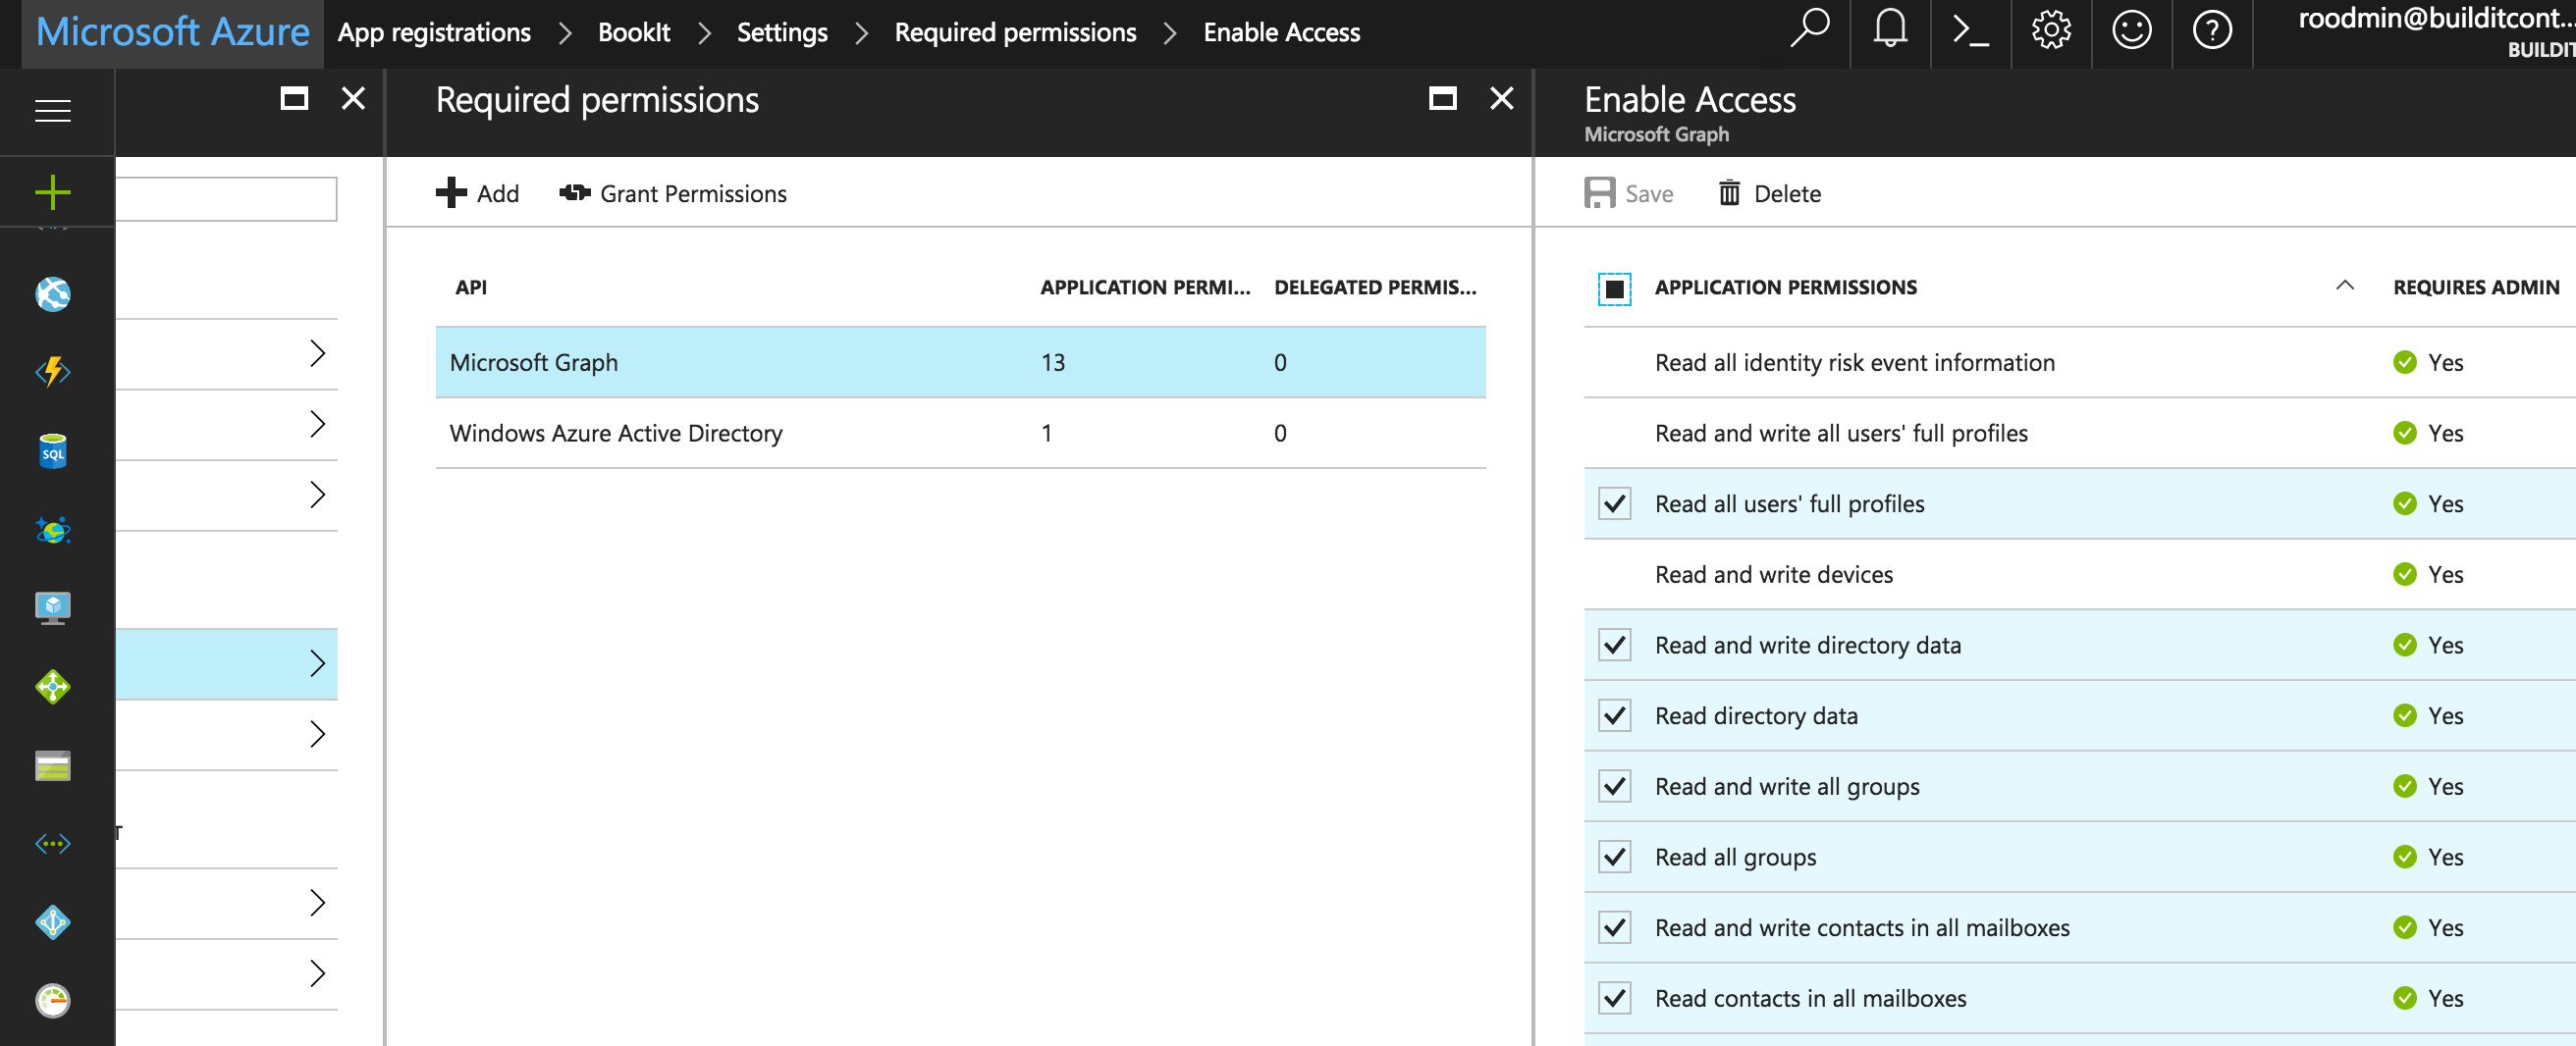 Microsoft Azure App registrations > BookIt > Settings > Required permissions > Enable Access
roodmin@builditcont...
BUILDIT
Required permissions
Enable Access
Microsoft Graph
Add Grant Permissions
Save Delete
API APPLICATION PERMI... DELEGATED PERMIS...
Microsoft Graph 13 0
Windows Azure Active Directory 1 0
APPLICATION PERMISSIONS REQUIRES ADMIN
Read all identity risk event information Yes
Read and write all users' full profiles Yes
Read all users' full profiles Yes
Read and write devices Yes
Read and write directory data Yes
Read directory data Yes
Read and write all groups Yes
Read all groups Yes
Read and write contacts in all mailboxes Yes
Read contacts in all mailboxes Yes
SQL
T